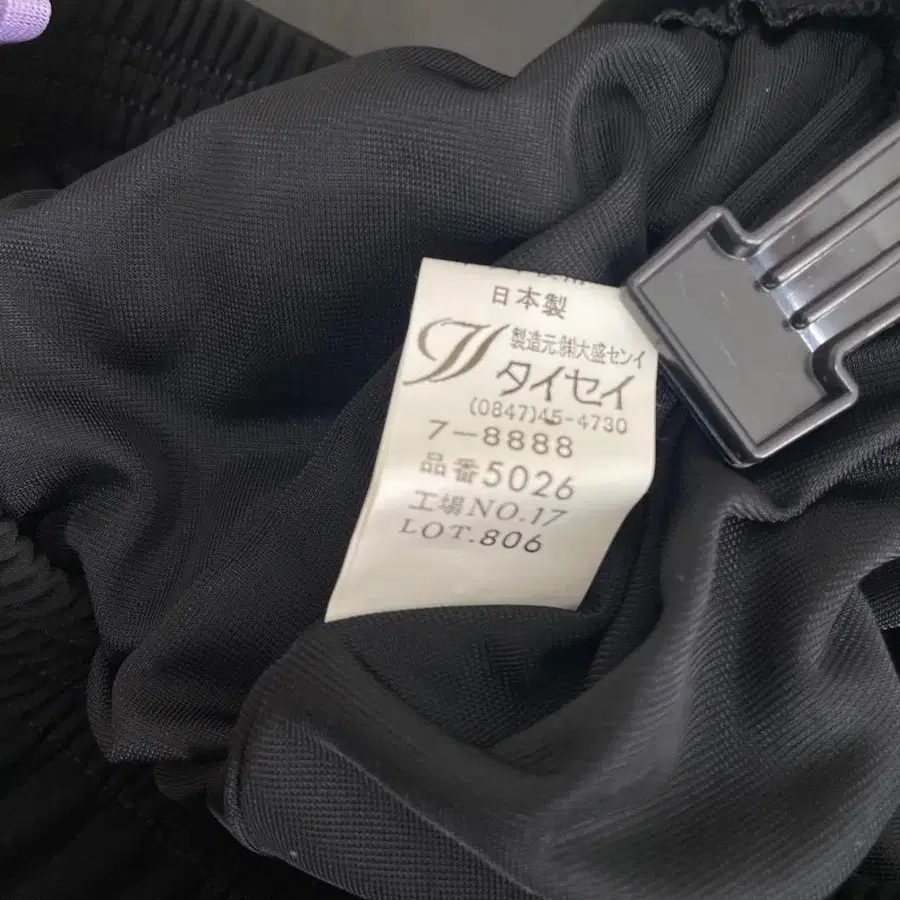 日本製
製造元.㈱大盛センイ
タイセイ
(0847)45-4730
7-8888
品番5026
工場NO.17
LOT.806